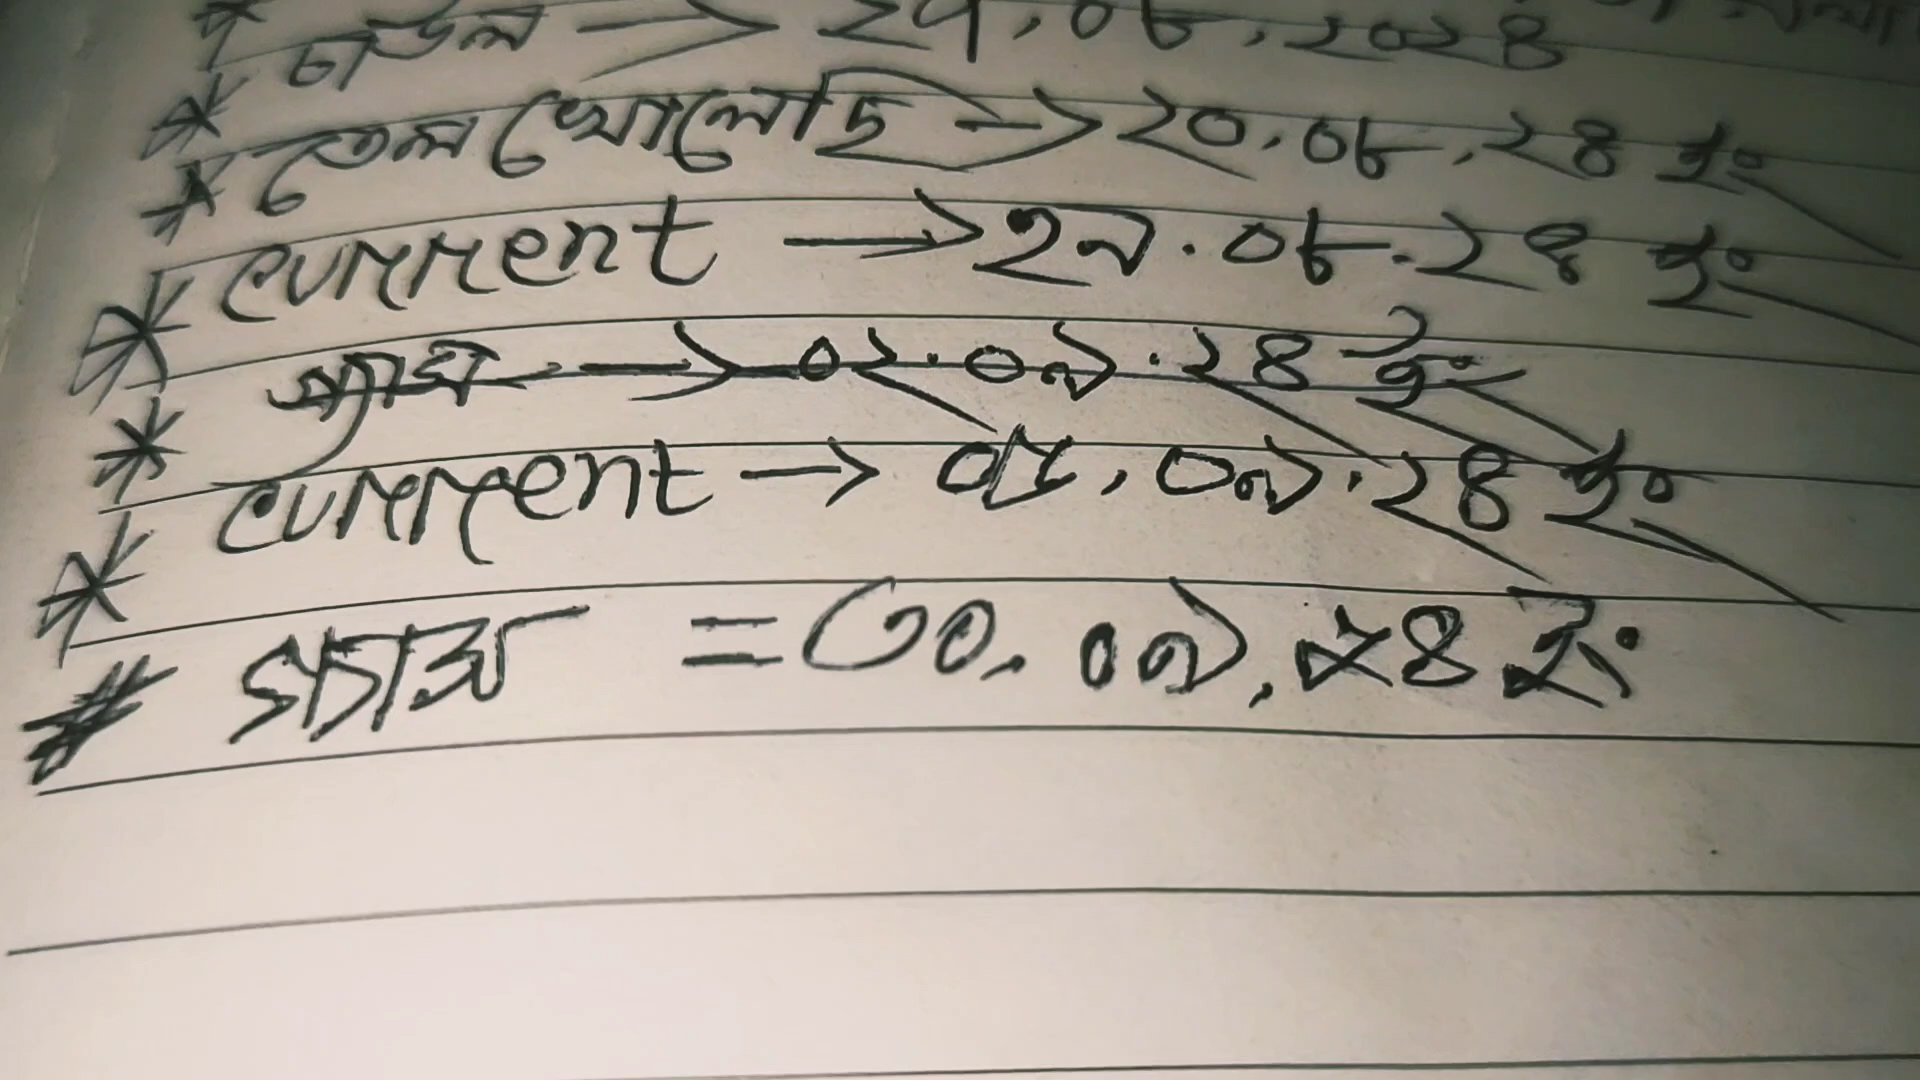 * চাউল → ২৭.০৮.২০২৪
* তেল খোলেছি → ২০.০৮.২৪ ইং
* current → ২৯.০৮.২৪ ইং
* গ্যাস → ০২.০৯.২৪ ইং
* current → ০৫.০৯.২৪ ইং
# = ৩০.০৯.২৪ ইং